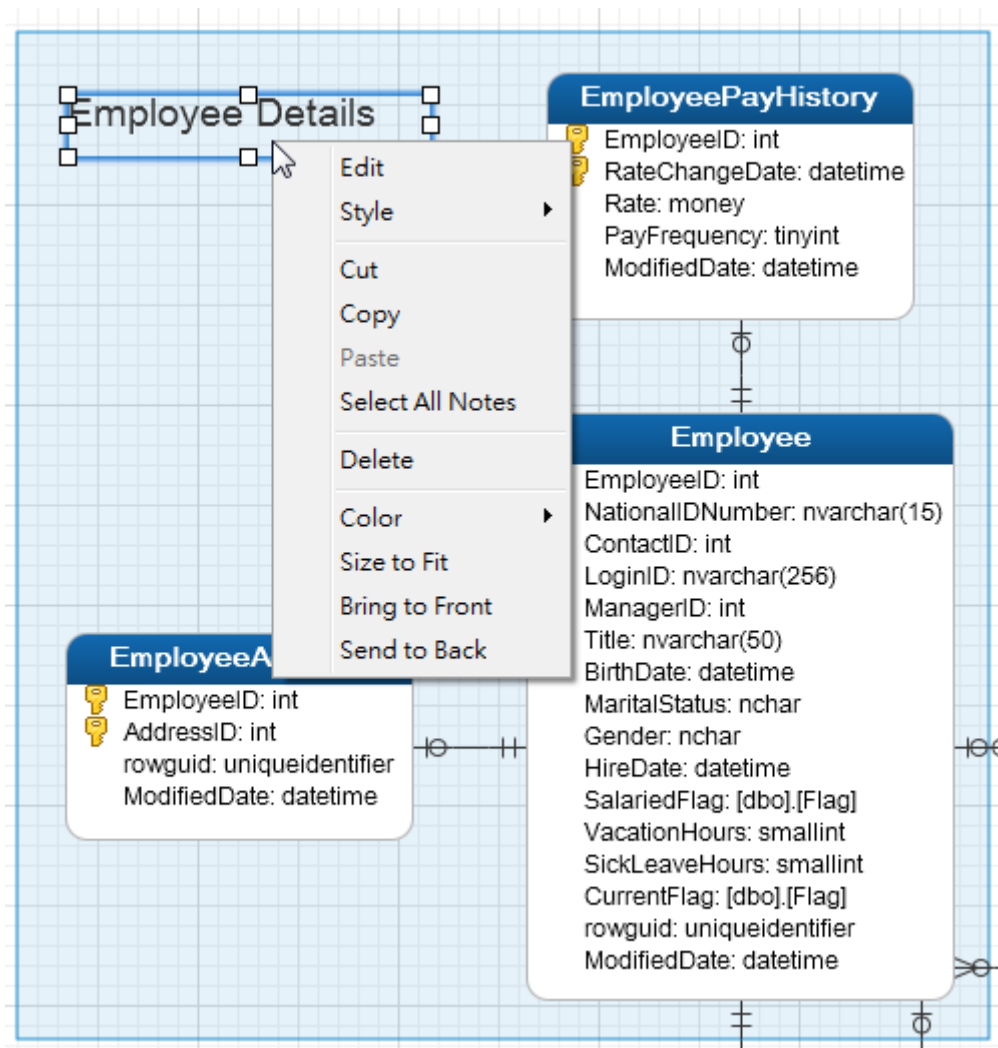 Employee Details
EmployeePayHistory
EmployeeID: int
RateChangeDate: datetime
Rate: money
PayFrequency: tinyint
ModifiedDate: datetime
Edit
Style
Cut
Copy
Paste
Select All Notes
Delete
Color
Size to Fit
Bring to Front
Send to Back
Employee
EmployeeID: int
NationalIDNumber: nvarchar(15)
ContactID: int
LoginID: nvarchar(256)
ManagerID: int
Title: nvarchar(50)
BirthDate: datetime
MaritalStatus: nchar
Gender: nchar
HireDate: datetime
SalariedFlag: [dbo].[Flag]
VacationHours: smallint
SickLeaveHours: smallint
CurrentFlag: [dbo].[Flag]
rowguid: uniqueidentifier
ModifiedDate: datetime
EmployeeA
EmployeeID: int
AddressID: int
rowguid: uniqueidentifier
ModifiedDate: datetime